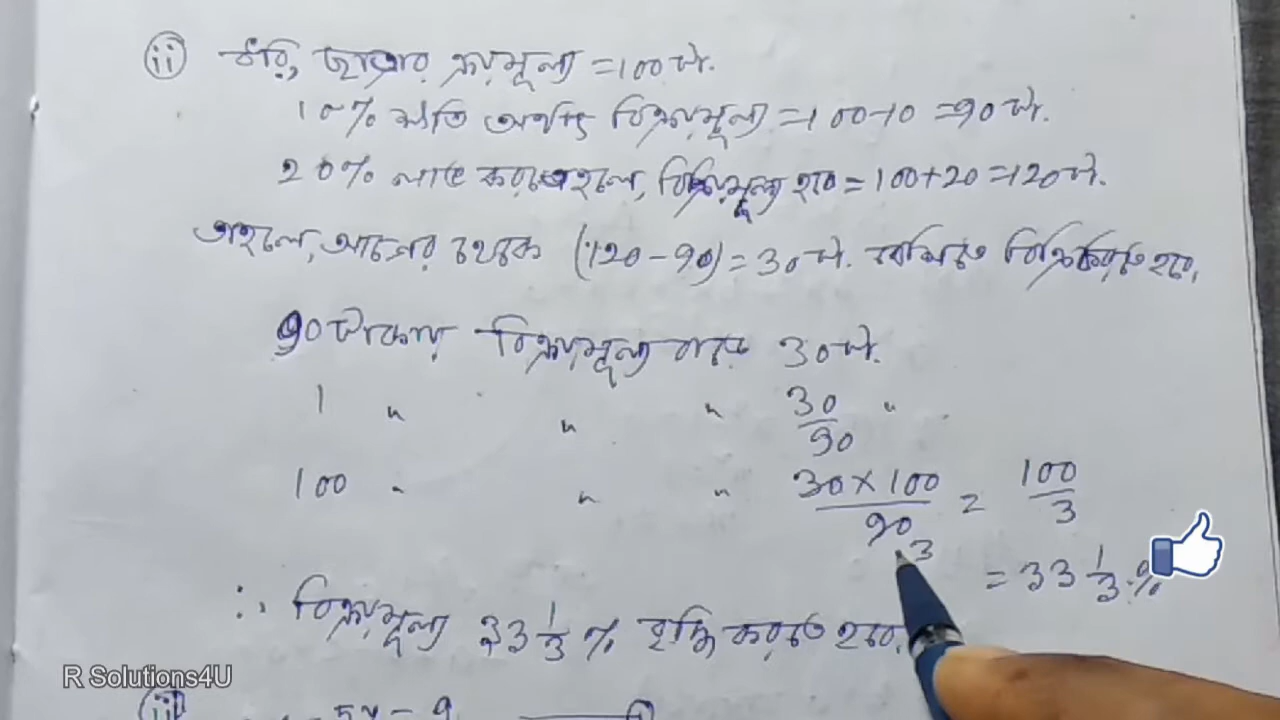 (ii) ধরি, ছাতার ক্রয়মূল্য = 100 টা.
10% ক্ষতি অর্থাৎ বিক্রয়মূল্য = 100-10 = 90 টা.
20% লাভ করতে হলে, বিক্রয়মূল্য হবে = 100+20 = 120 টা.
তাহলে, আগের থেকে (120-90) = 30 টা. বেশিতে বিক্রি করতে হবে,
90 টাকায় বিক্রয়মূল্য বাড়ে 30 টা.
1 " " " 30/90 "
100 " " " 30×100/90 3 = 100/3
= 33 1/3 %
∴ বিক্রয়মূল্য 33 1/3 % বৃদ্ধি করতে হবে.
R Solutions4U